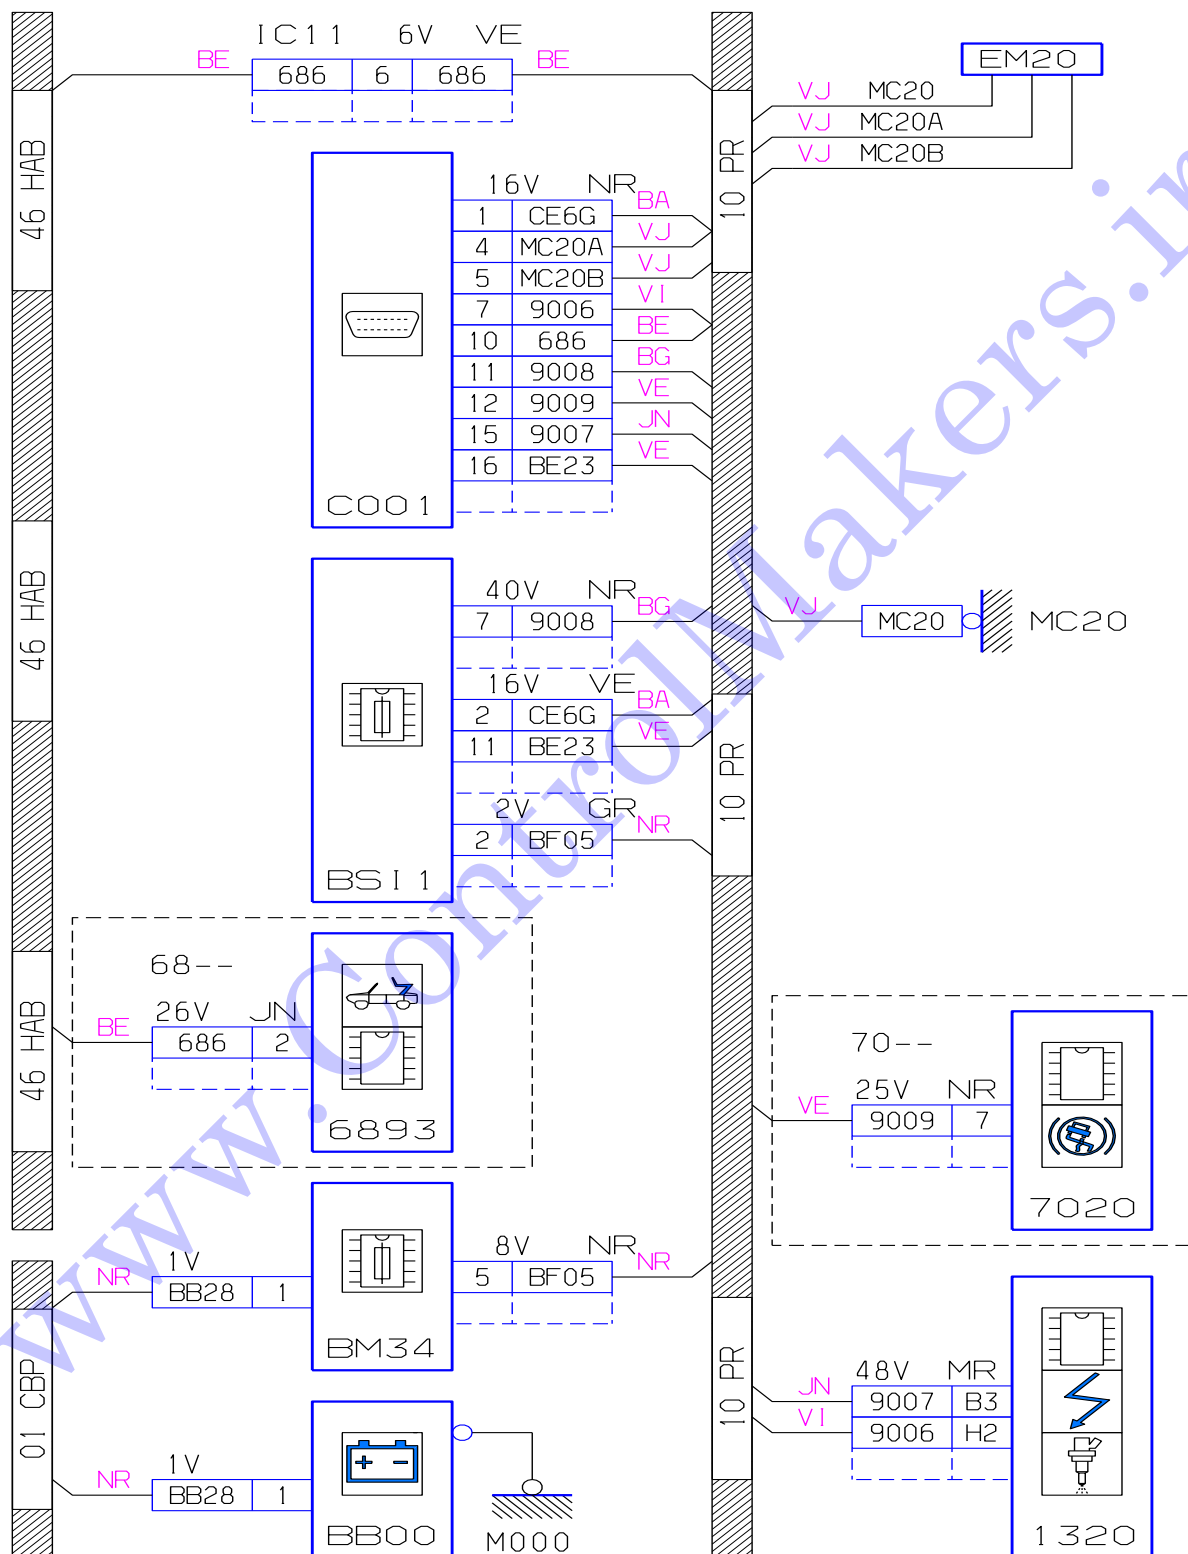 IC11 6V VE
BE 686 6 686 BE
EM20
VJ MC20
VJ MC20A
VJ MC20B
46 HAB
10 PR
16V NR
1 CE6G BA
4 MC20A VJ
5 MC20B VJ
7 9006 VI
10 686 BE
11 9008 BG
12 9009 VE
15 9007 JN
16 BE23 VE
C001
46 HAB
40V NR
7 9008 BG
VJ MC20 MC20
16V VE
2 CE6G BA
11 BE23 VE
10 PR
2V GR
2 BF05 NR
BSI1
68--
26V JN
BE 686 2
46 HAB
6893
70--
25V NR
VE 9009 7
7020
1V
NR BB28 1
8V NR
5 BF05 NR
BM34
01 CBP
10 PR
48V MR
JN 9007 B3
VI 9006 H2
1320
1V
NR BB28 1
+ -
BB00
M000
www.ControlMakers.ir